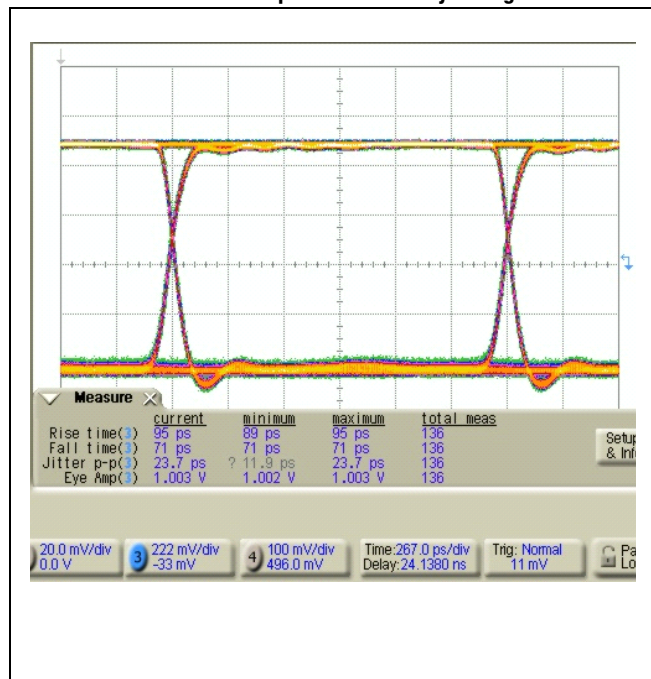 Measure
current minimum maximum total meas
Rise time(3) 95 ps 89 ps 95 ps 136
Fall time(3) 71 ps 71 ps 71 ps 136
Jitter p-p(3) 23.7 ps ? 11.9 ps 23.7 ps 136
Eye Amp(3) 1.003 V 1.002 V 1.003 V 136
Setup
& Info
20.0 mV/div
0.0 V
3 222 mV/div
-33 mV
4 100 mV/div
496.0 mV
Time:267.0 ps/div
Delay:24.1380 ns
Trig: Normal
11 mV
Pa
Lo